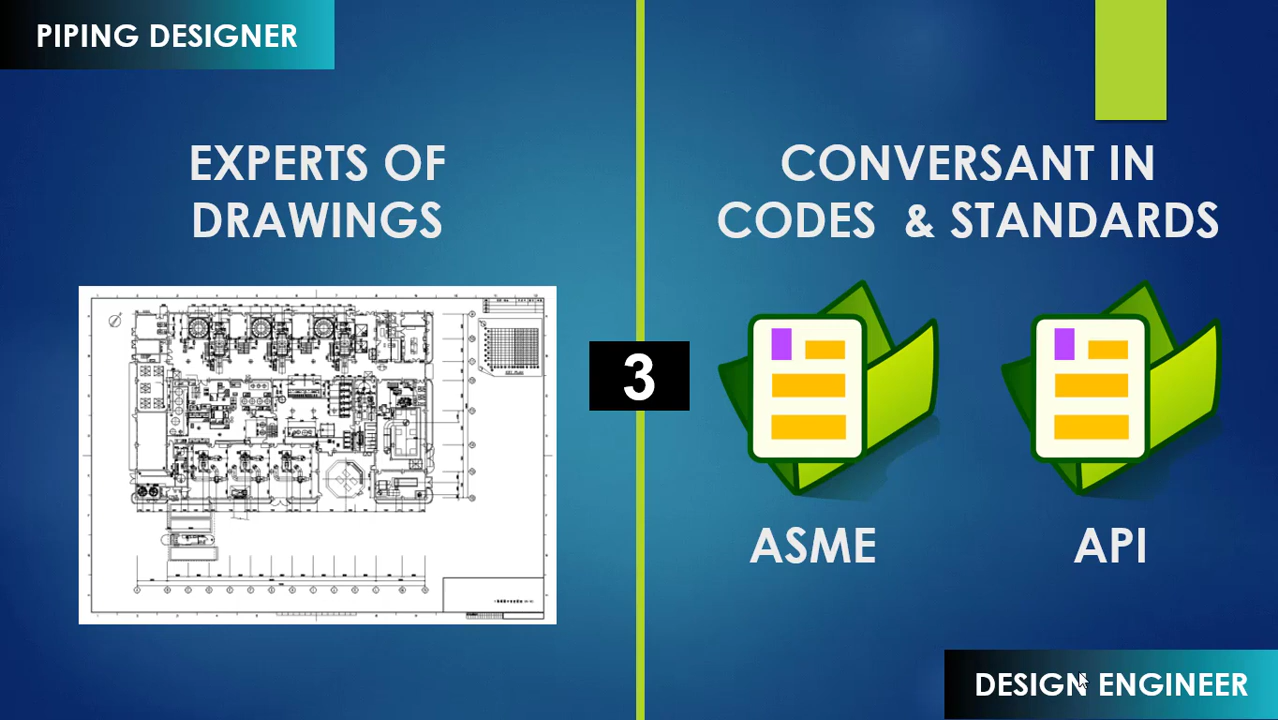 PIPING DESIGNER
EXPERTS OF
DRAWINGS
3
CONVERSANT IN
CODES & STANDARDS
ASME
API
DESIGN ENGINEER